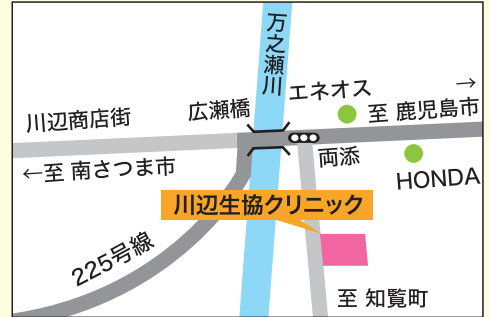 万之瀬川
エネオス
→
広瀬橋
至 鹿児島市
川辺商店街
両添
←至 南さつま市
HONDA
川辺生協クリニック
225号線
至 知覧町